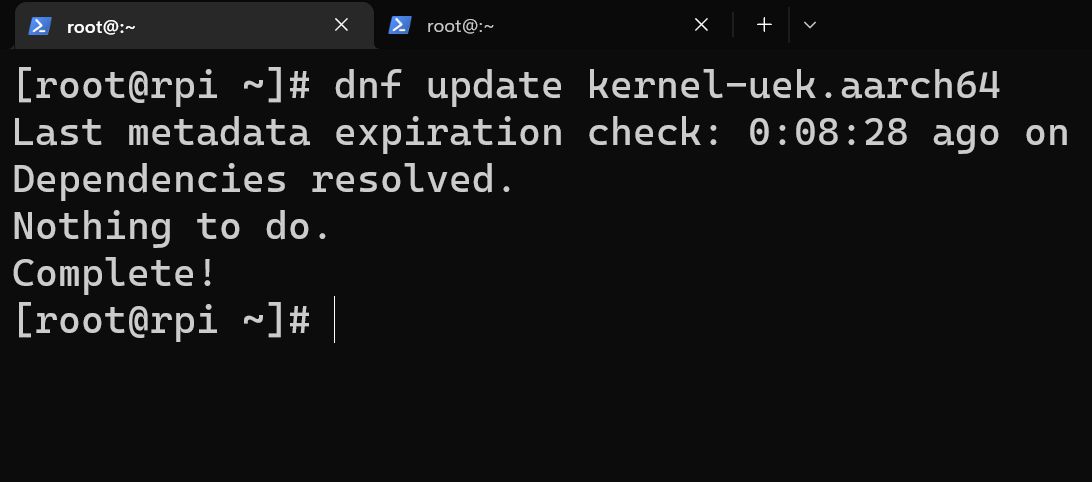 root@:~
root@:~
[root@rpi ~]# dnf update kernel-uek.aarch64
Last metadata expiration check: 0:08:28 ago on
Dependencies resolved.
Nothing to do.
Complete!
[root@rpi ~]#